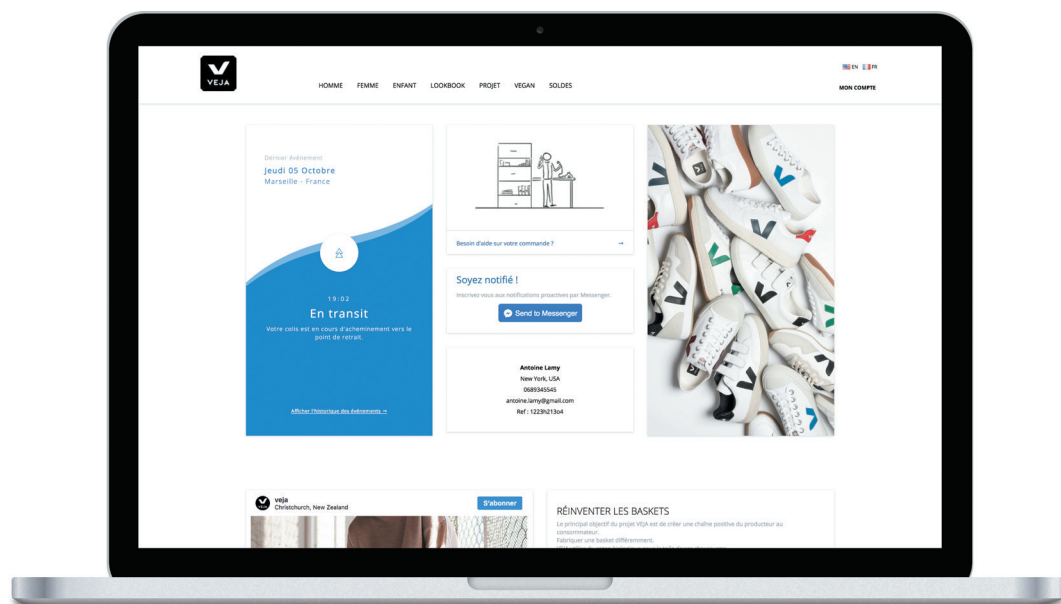 VEJA
HOMME FEMME ENFANT LOOKBOOK PROJET VEGAN SOLDES
EN FR
MON COMPTE
Dernier événement
Jeudi 05 Octobre
Marseille - France
19:02
En transit
Votre colis est en cours d'acheminement vers le
point de retrait.
Afficher l'historique des événements →
Besoin d'aide sur votre commande ? →
Soyez notifié !
Inscrivez vous aux notifications proactives par Messenger.
Send to Messenger
Antoine Lamy
New York, USA
0689345545
antoine.lamy@gmail.com
Ref : 1223h213o4
veja
Christchurch, New Zealand
S'abonner
RÉINVENTER LES BASKETS
Le principal objectif du projet VEJA est de créer une chaîne positive du producteur au
consommateur.
Fabriquer une basket différemment.